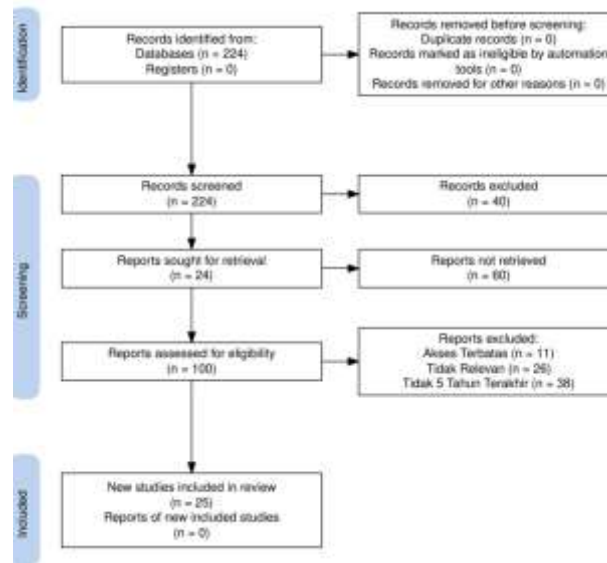 Identification
Records identified from:
Databases (n = 224)
Registers (n = 0)
Records removed before screening:
Duplicate records (n = 0)
Records marked as ineligible by automation
tools (n = 0)
Records removed for other reasons (n = 0)
Screening
Records screened
(n = 224)
Records excluded
(n = 40)
Reports sought for retrieval
(n = 24)
Reports not retrieved
(n = 60)
Reports assessed for eligibility
(n = 100)
Reports excluded:
Akses Terbatas (n = 11)
Tidak Relevan (n = 26)
Tidak 5 Tahun Terakhir (n = 38)
Included
New studies included in review
(n = 25)
Reports of new included studies
(n = 0)